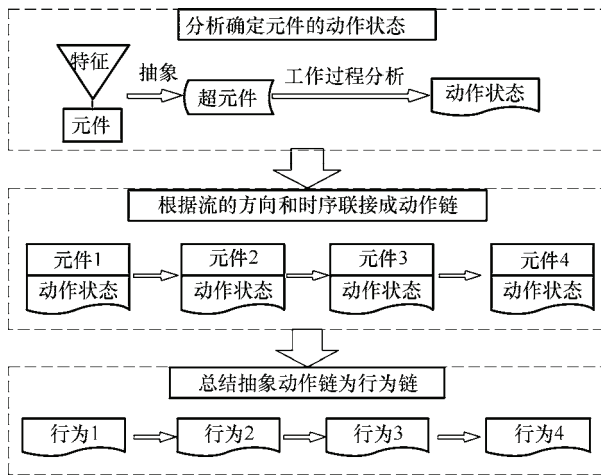 分析确定元件的动作状态
特征
元件
抽象
超元件
工作过程分析
动作状态
根据流的方向和时序联接成动作链
元件1
动作状态
元件2
动作状态
元件3
动作状态
元件4
动作状态
总结抽象动作链为行为链
行为1
行为2
行为3
行为4